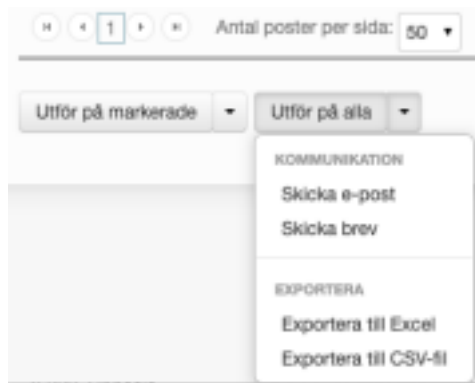 1 Antal poster per sida: 50
Utför på markerade Utför på alla
KOMMUNIKATION
Skicka e-post
Skicka brev
EXPORTERA
Exportera till Excel
Exportera till CSV-fil